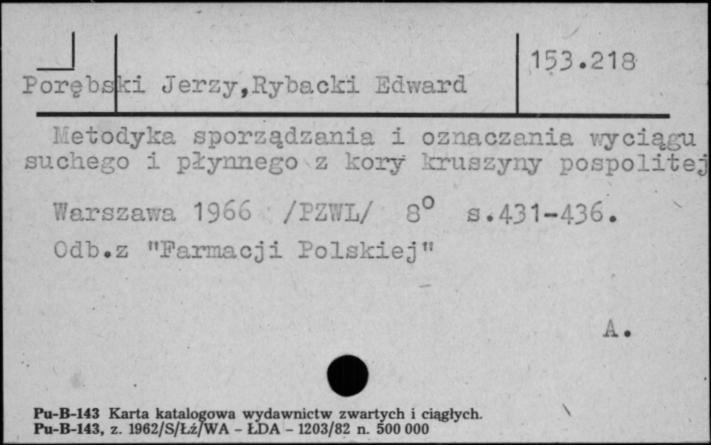 153.218
Porębski Jerzy,Rybacki Edward
Metodyka sporządzania i oznaczania wyciągu
suchego i płynnego z kory kruszyny pospolitej
Warszawa 1966 /PZWL/ 8° s.431-436.
Odb.z "Farmacji Polskiej"
A.
Pu-B-143 Karta katalogowa wydawnictw zwartych i ciągłych.
Pu-B-143, z. 1962/S/Łż/WA - ŁDA - 1203/82 n. 500 000